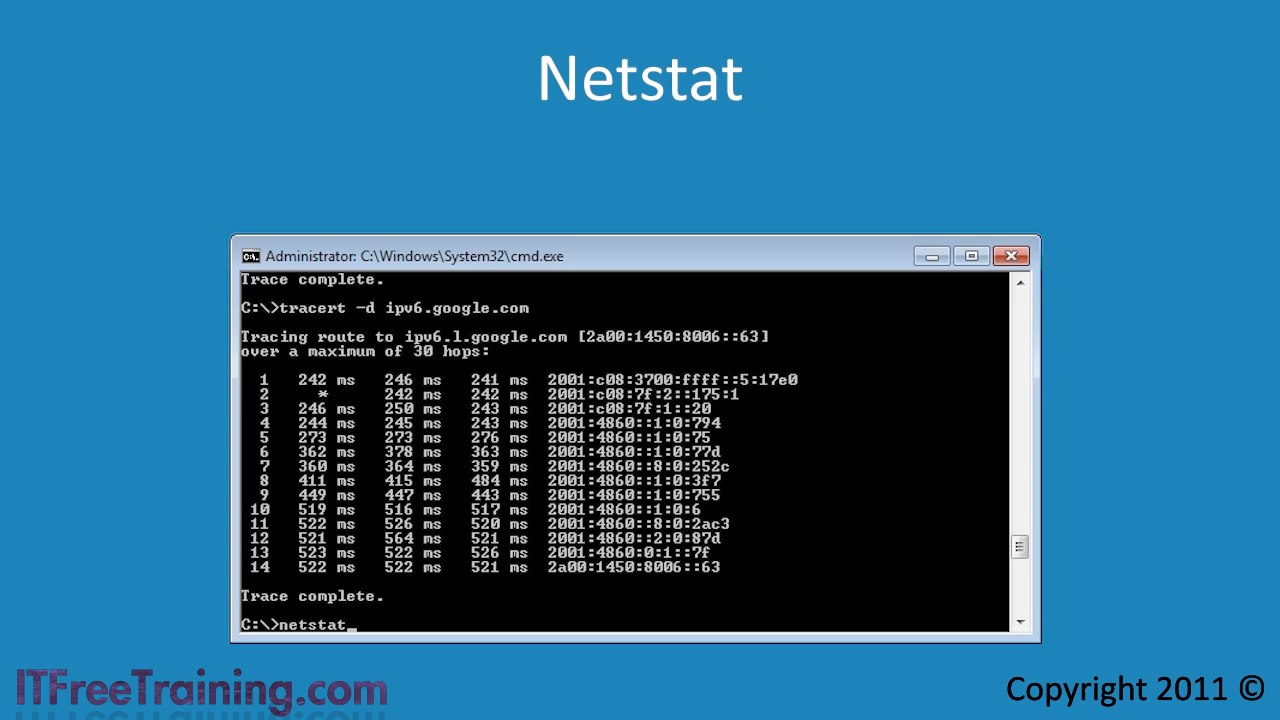 Netstat
Administrator: C:\Windows\System32\cmd.exe
Trace complete.
C:\>tracert -d ipv6.google.com
Tracing route to ipv6.l.google.com [2a00:1450:8006::63]
over a maximum of 30 hops:
1 242 ms 246 ms 241 ms 2001:c08:3700:ffff::5:17e0
2 * 242 ms 242 ms 2001:c08:7f:2::175:1
3 246 ms 250 ms 243 ms 2001:c08:7f:1::20
4 244 ms 245 ms 243 ms 2001:4860::1:0:794
5 273 ms 273 ms 276 ms 2001:4860::1:0:75
6 362 ms 378 ms 363 ms 2001:4860::1:0:77d
7 360 ms 364 ms 359 ms 2001:4860::8:0:252c
8 411 ms 415 ms 484 ms 2001:4860::1:0:3f7
9 449 ms 447 ms 443 ms 2001:4860::1:0:755
10 519 ms 516 ms 517 ms 2001:4860::1:0:6
11 522 ms 526 ms 520 ms 2001:4860::8:0:2ac3
12 521 ms 564 ms 521 ms 2001:4860::2:0:87d
13 523 ms 522 ms 526 ms 2001:4860:0:1::7f
14 522 ms 522 ms 521 ms 2a00:1450:8006::63
Trace complete.
C:\>netstat_
ITFreeTraining.com
Copyright 2011 ©